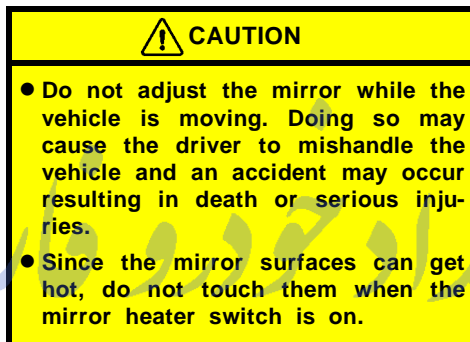 CAUTION
● Do not adjust the mirror while the
vehicle is moving. Doing so may
cause the driver to mishandle the
vehicle and an accident may occur
resulting in death or serious inju-
ries.
● Since the mirror surfaces can get
hot, do not touch them when the
mirror heater switch is on.